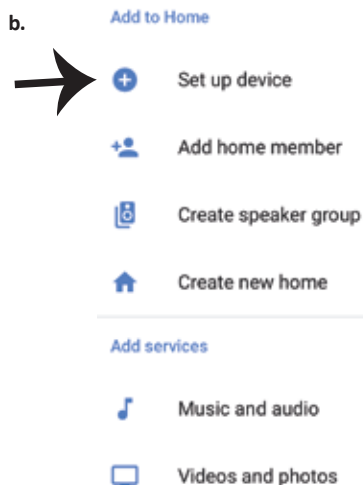 b.
Add to Home
Set up device
Add home member
Create speaker group
Create new home
Add services
Music and audio
Videos and photos